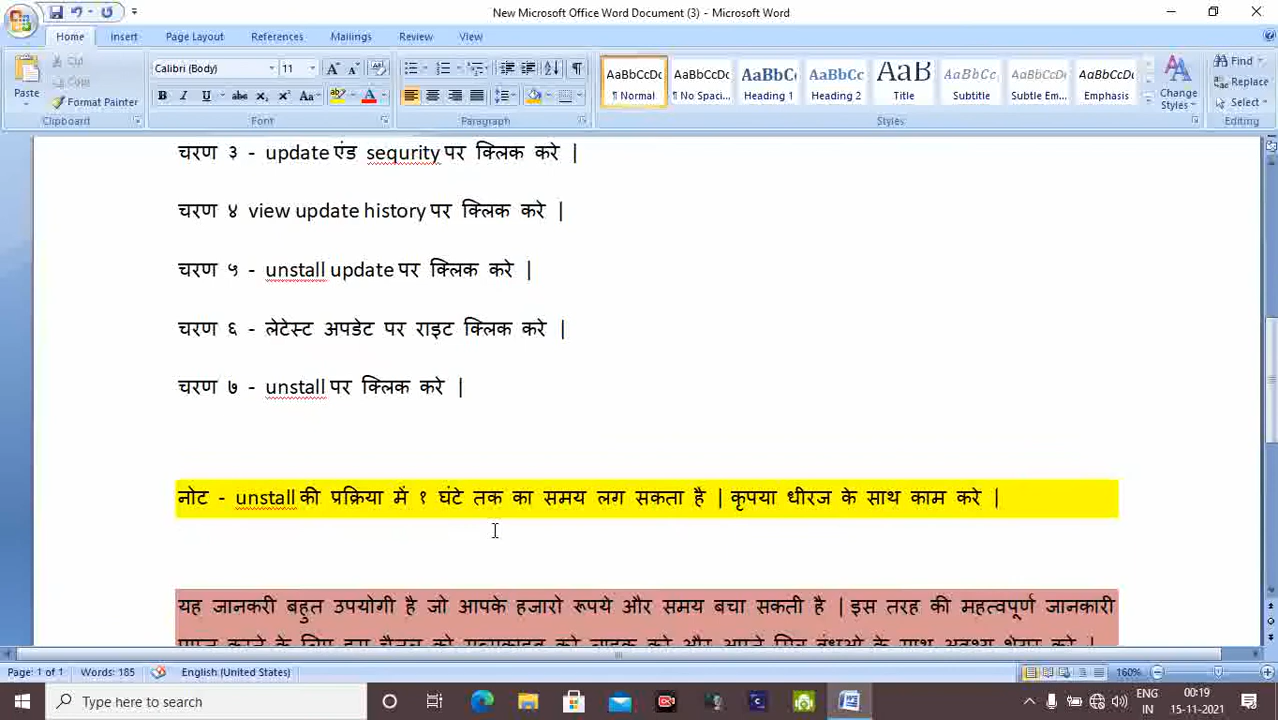 New Microsoft Office Word Document (3) - Microsoft Word
Home Insert Page Layout References Mailings Review View
Cut
Copy
Paste
Format Painter
Clipboard
Calibri (Body) 11
Font
Paragraph
AaBbCcDc AaBbCcDc AaBbC AaBbCc AaB AaBbCcL AaBbCcDc AaBbCcDc
¶ Normal ¶ No Spaci... Heading 1 Heading 2 Title Subtitle Subtle Em... Emphasis
Styles
Change Styles
Find
Replace
Select
Editing
चरण ३ - update एंड sequrity पर क्लिक करे |
चरण ४ view update history पर क्लिक करे |
चरण ५ - unstall update पर क्लिक करे |
चरण ६ - लेटेस्ट अपडेट पर राइट क्लिक करे |
चरण ७ - unstall पर क्लिक करे |
नोट - unstall की प्रक्रिया में १ घंटे तक का समय लग सकता है | कृपया धीरज के साथ काम करे |
यह जानकरी बहुत उपयोगी है जो आपके हजारो रूपये और समय बचा सकती है | इस तरह की महत्वपूर्ण जानकारी
Page: 1 of 1 Words: 185 English (United States) 160%
Type here to search
ENG 00:19
IN 15-11-2021